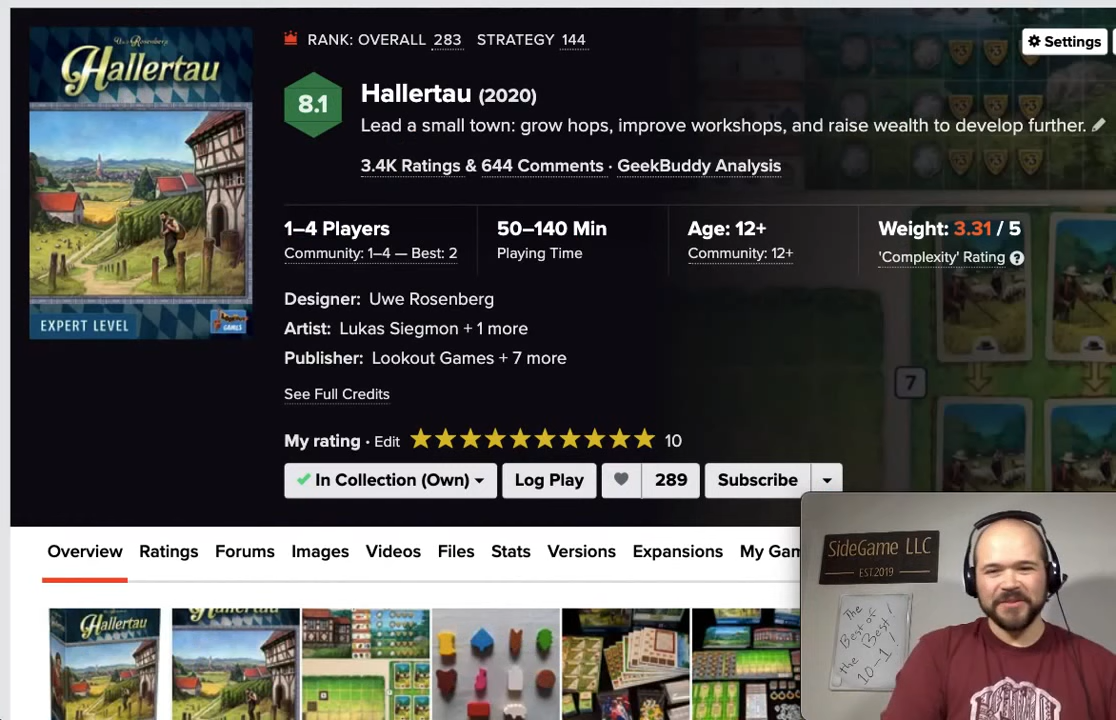 Uwe Rosenberg
Hallertau
EXPERT LEVEL
RANK: OVERALL 283 STRATEGY 144
Settings
8.1
Hallertau (2020)
Lead a small town: grow hops, improve workshops, and raise wealth to develop further.
3.4K Ratings & 644 Comments · GeekBuddy Analysis
1–4 Players
Community: 1–4 — Best: 2
50–140 Min
Playing Time
Age: 12+
Community: 12+
Weight: 3.31 / 5
'Complexity' Rating ?
Designer: Uwe Rosenberg
Artist: Lukas Siegmon + 1 more
Publisher: Lookout Games + 7 more
See Full Credits
7
My rating · Edit 10
In Collection (Own) Log Play 289 Subscribe
Overview Ratings Forums Images Videos Files Stats Versions Expansions My Gam
Hallertau
Hallertau
SideGame LLC
EST.2019
The
Best of
the Best!
10-1!